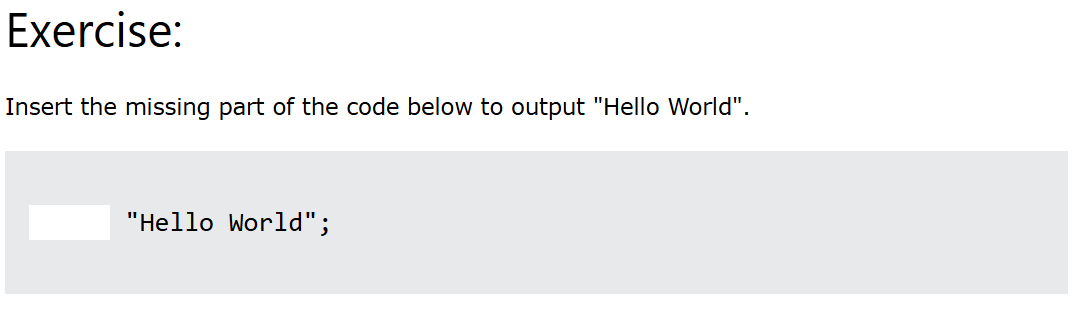 Exercise:
Insert the missing part of the code below to output "Hello World".
"Hello World";